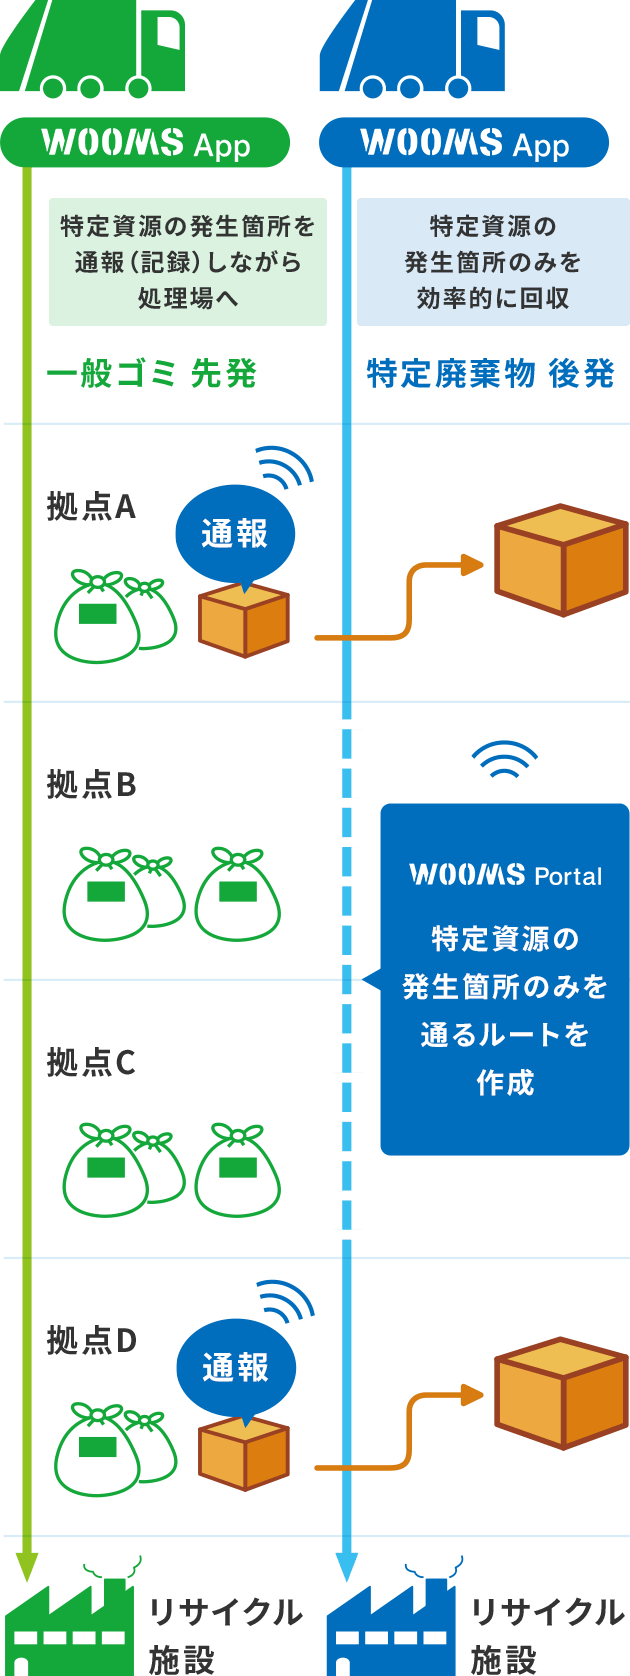 WOOMS App
WOOMS App
特定資源の発生箇所を
通報（記録）しながら
処理場へ
特定資源の
発生箇所のみを
効率的に回収
一般ゴミ 先発
特定廃棄物 後発
拠点A
通報
拠点B
WOOMS Portal
特定資源の
発生箇所のみを
通るルートを
作成
拠点C
拠点D
通報
リサイクル
施設
リサイクル
施設